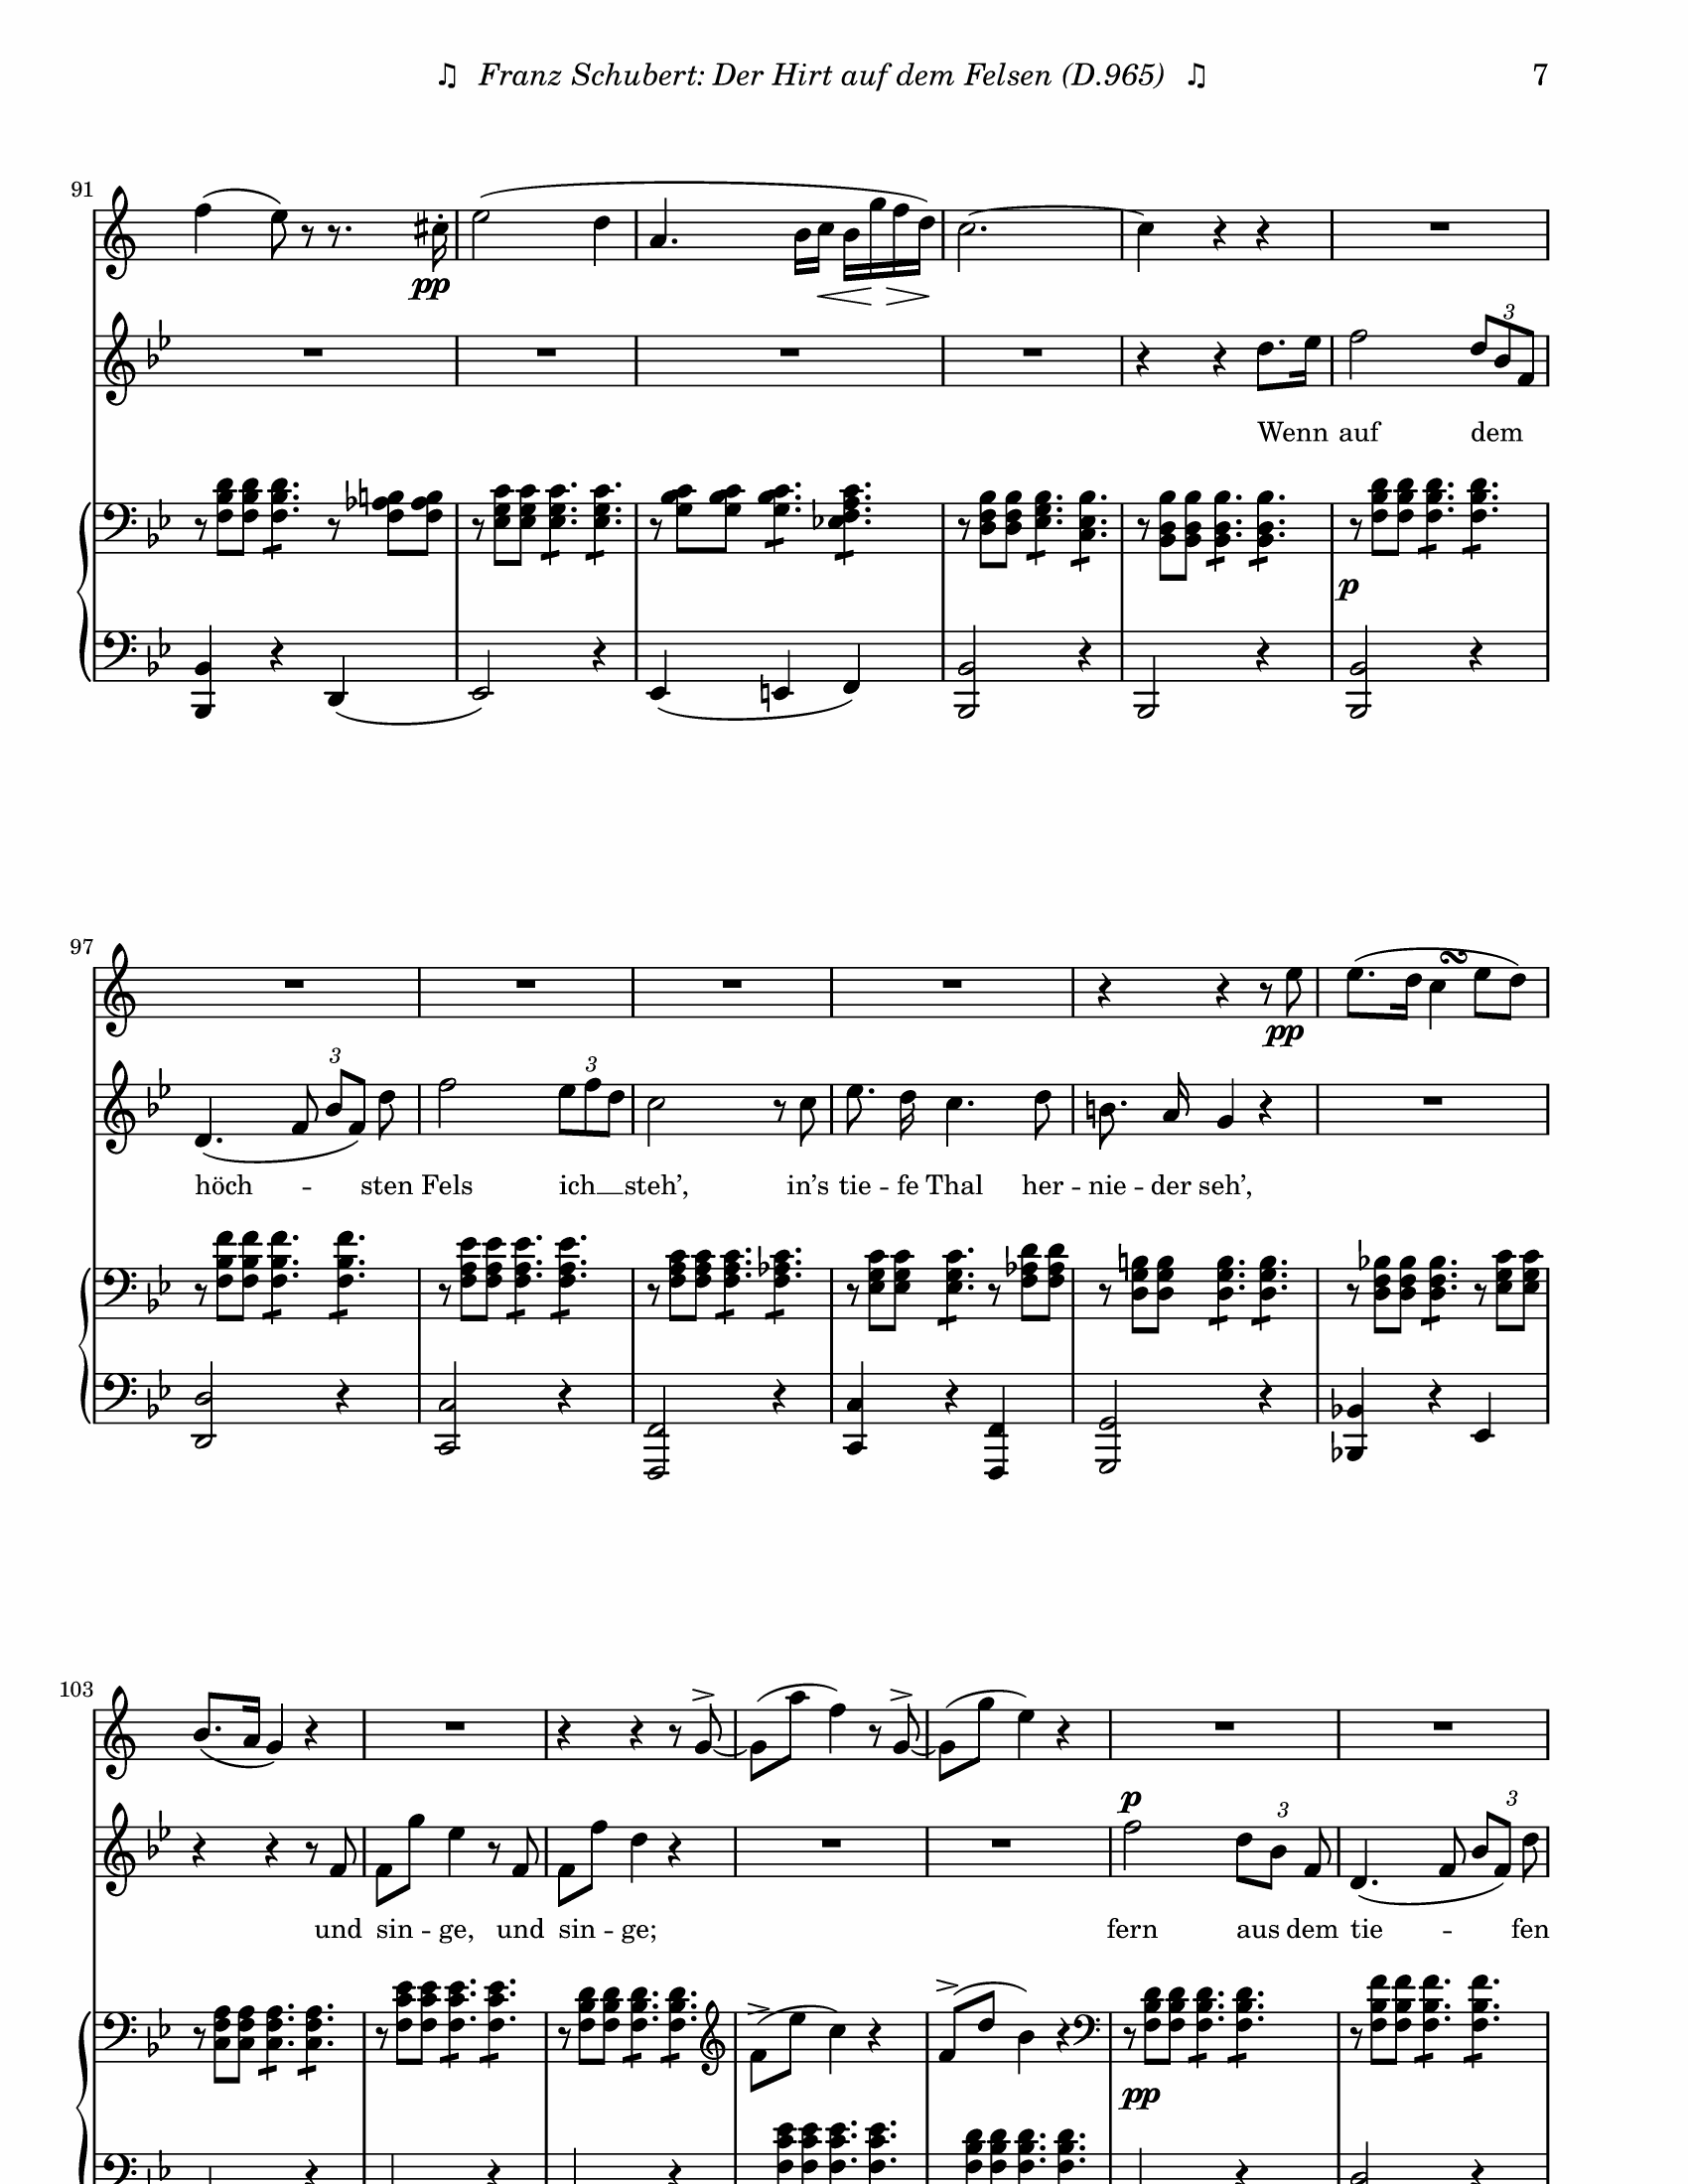 ♫ Franz Schubert: Der Hirt auf dem Felsen (D.965) ♫ 7
91
pp
3
Wenn auf dem
p
97
pp
3 3
höch -- sten Fels ich __ steh’, in’s tie -- fe Thal her -- nie -- der seh’,
103
p 3 3
und sin -- ge, und sin -- ge; fern aus dem tie -- fen
pp